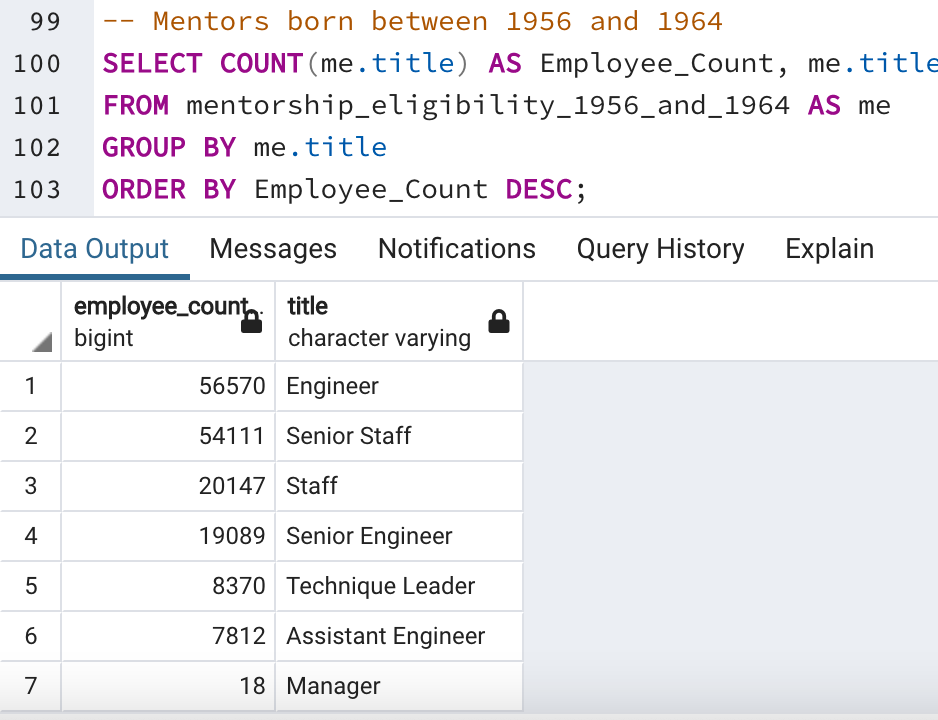 99 -- Mentors born between 1956 and 1964
100 SELECT COUNT(me.title) AS Employee_Count, me.title
101 FROM mentorship_eligibility_1956_and_1964 AS me
102 GROUP BY me.title
103 ORDER BY Employee_Count DESC;
Data Output Messages Notifications Query History Explain
employee_count.. title
bigint character varying
1 56570 Engineer
2 54111 Senior Staff
3 20147 Staff
4 19089 Senior Engineer
5 8370 Technique Leader
6 7812 Assistant Engineer
7 18 Manager